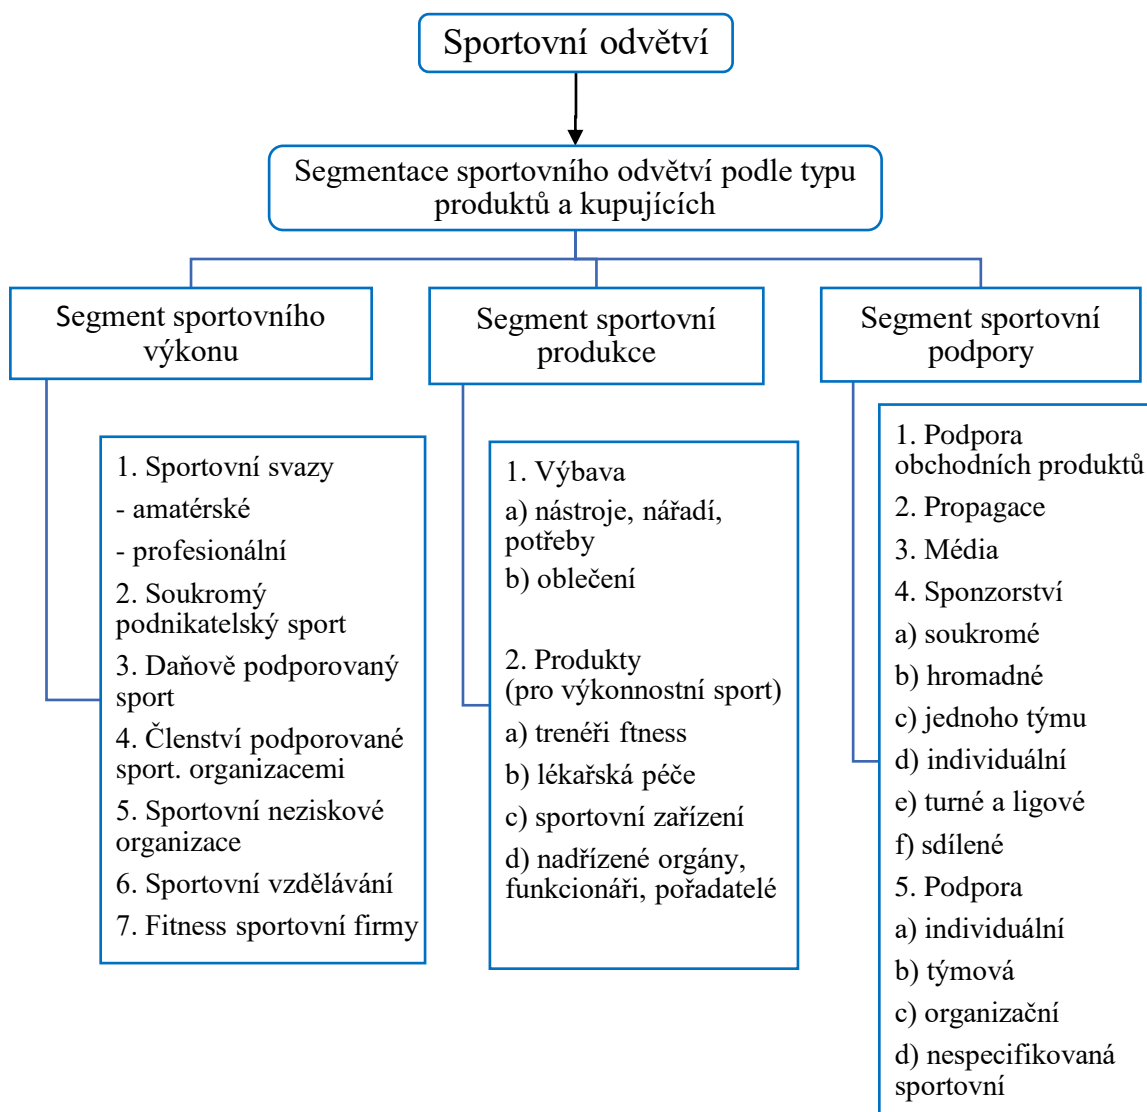 Sportovní odvětví
Segmentace sportovního odvětví podle typu
produktů a kupujících
Segment sportovního
výkonu
1. Sportovní svazy
- amatérské
- profesionální
2. Soukromý
podnikatelský sport
3. Daňově podporovaný
sport
4. Členství podporované
sport. organizacemi
5. Sportovní neziskové
organizace
6. Sportovní vzdělávání
7. Fitness sportovní firmy
Segment sportovní
produkce
1. Výbava
a) nástroje, nářadí,
potřeby
b) oblečení
2. Produkty
(pro výkonnostní sport)
a) trenéři ftness
b) lékařská péče
c) sportovní zařízení
d) nadřízené orgány,
funkcionáři, pořadatelé
Segment sportovní
podpory
1. Podpora
obchodních produktů
2. Propagace
3. Média
4. Sponzorství
a) soukromé
b) hromadné
c) jednoho týmu
d) individuální
e) turné a ligové
f) sdílené
5. Podpora
a) individuální
b) týmová
c) organizační
d) nespecifikovaná
sportovní